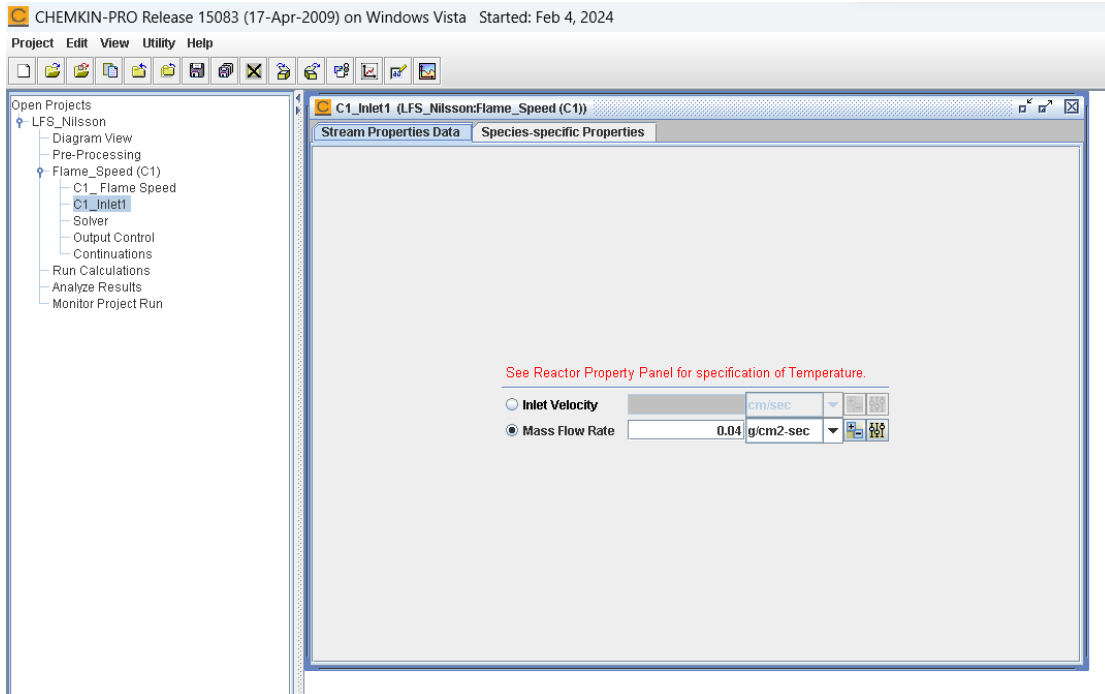 CHEMKIN-PRO Release 15083 (17-Apr-2009) on Windows Vista Started: Feb 4, 2024
Project Edit View Utility Help
Open Projects
LFS_Nilsson
Diagram View
Pre-Processing
Flame_Speed (C1)
C1_ Flame Speed
C1_Inlet1
Solver
Output Control
Continuations
Run Calculations
Analyze Results
Monitor Project Run
C1_Inlet1 (LFS_Nilsson:Flame_Speed (C1))
Stream Properties Data Species-specific Properties
See Reactor Property Panel for specification of Temperature.
Inlet Velocity cm/sec
Mass Flow Rate 0.04 g/cm2-sec